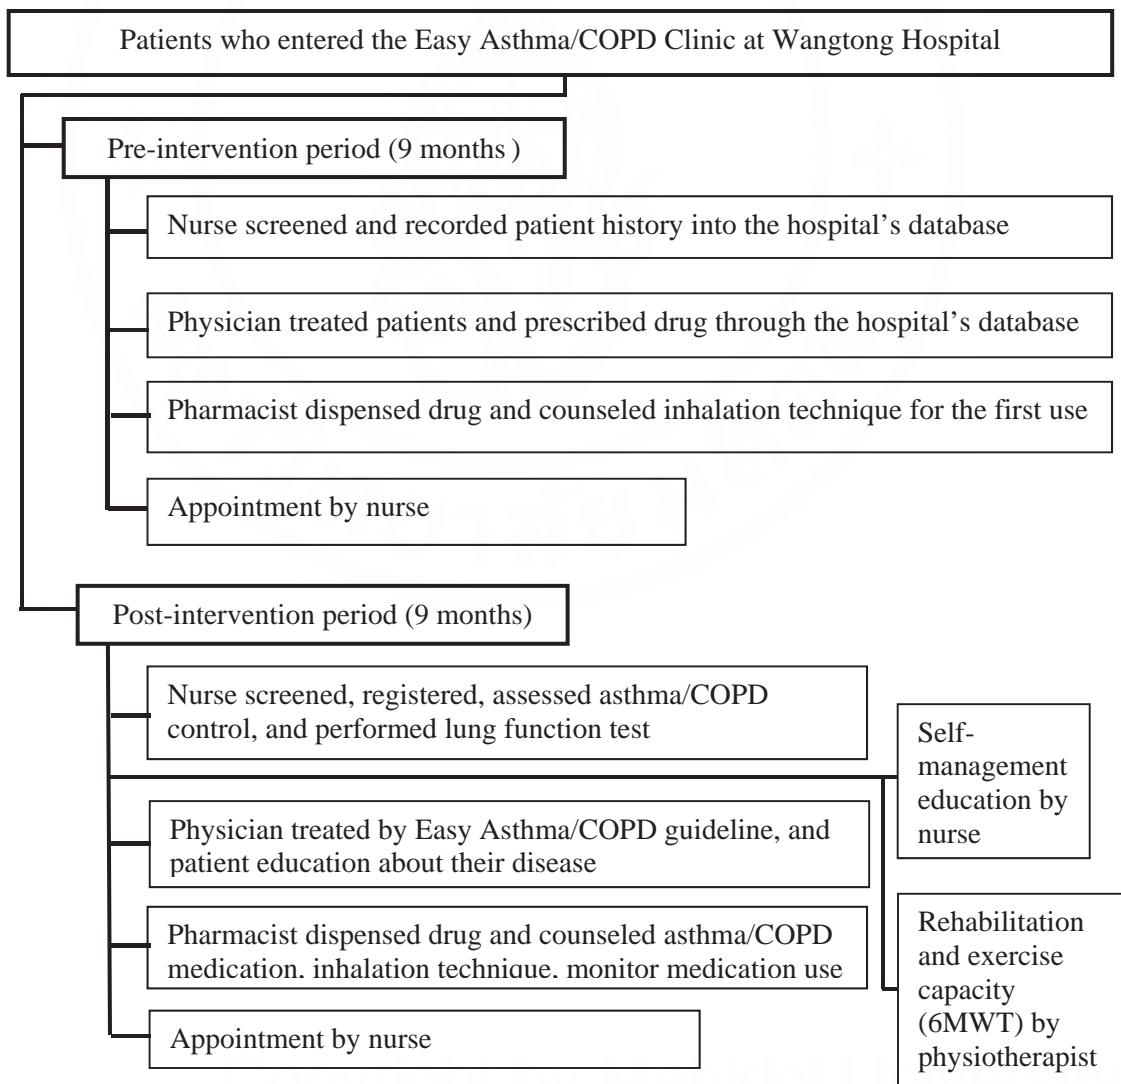 Patients who entered the Easy Asthma/COPD Clinic at Wangtong Hospital
Pre-intervention period (9 months )
Nurse screened and recorded patient history into the hospital’s database
Physician treated patients and prescribed drug through the hospital’s database
Pharmacist dispensed drug and counseled inhalation technique for the first use
Appointment by nurse
Post-intervention period (9 months)
Nurse screened, registered, assessed asthma/COPD
control, and performed lung function test
Self-
management
education by
nurse
Physician treated by Easy Asthma/COPD guideline, and
patient education about their disease
Pharmacist dispensed drug and counseled asthma/COPD
medication, inhalation technique, monitor medication use
Rehabilitation
and exercise
capacity
(6MWT) by
physiotherapist
Appointment by nurse